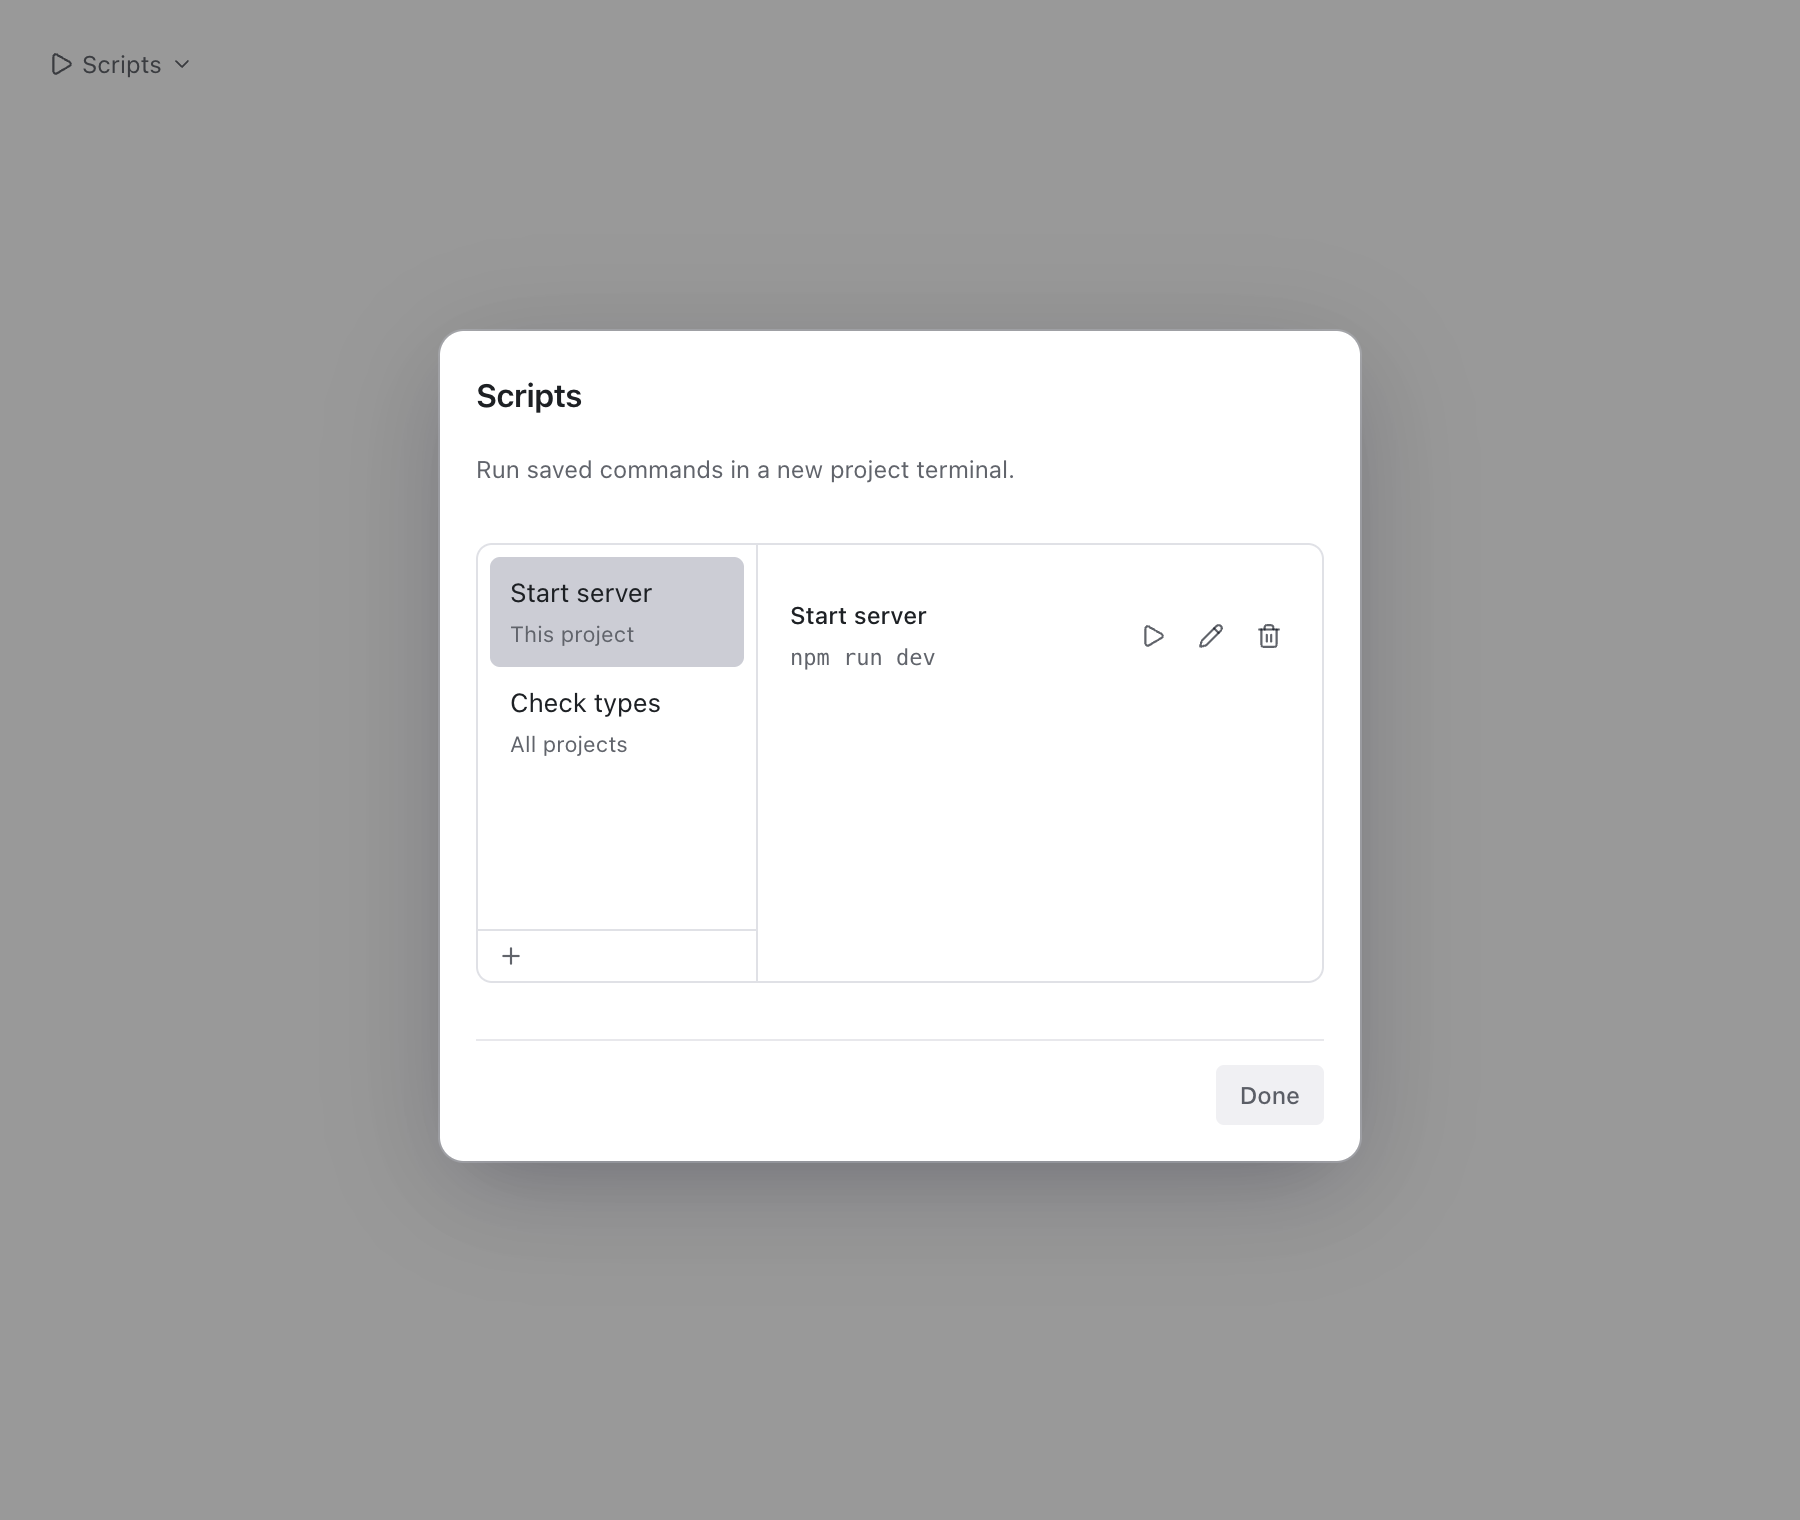 Scripts
Scripts
Run saved commands in a new project terminal.
Start server
This project
Check types
All projects
Start server
npm run dev
Done